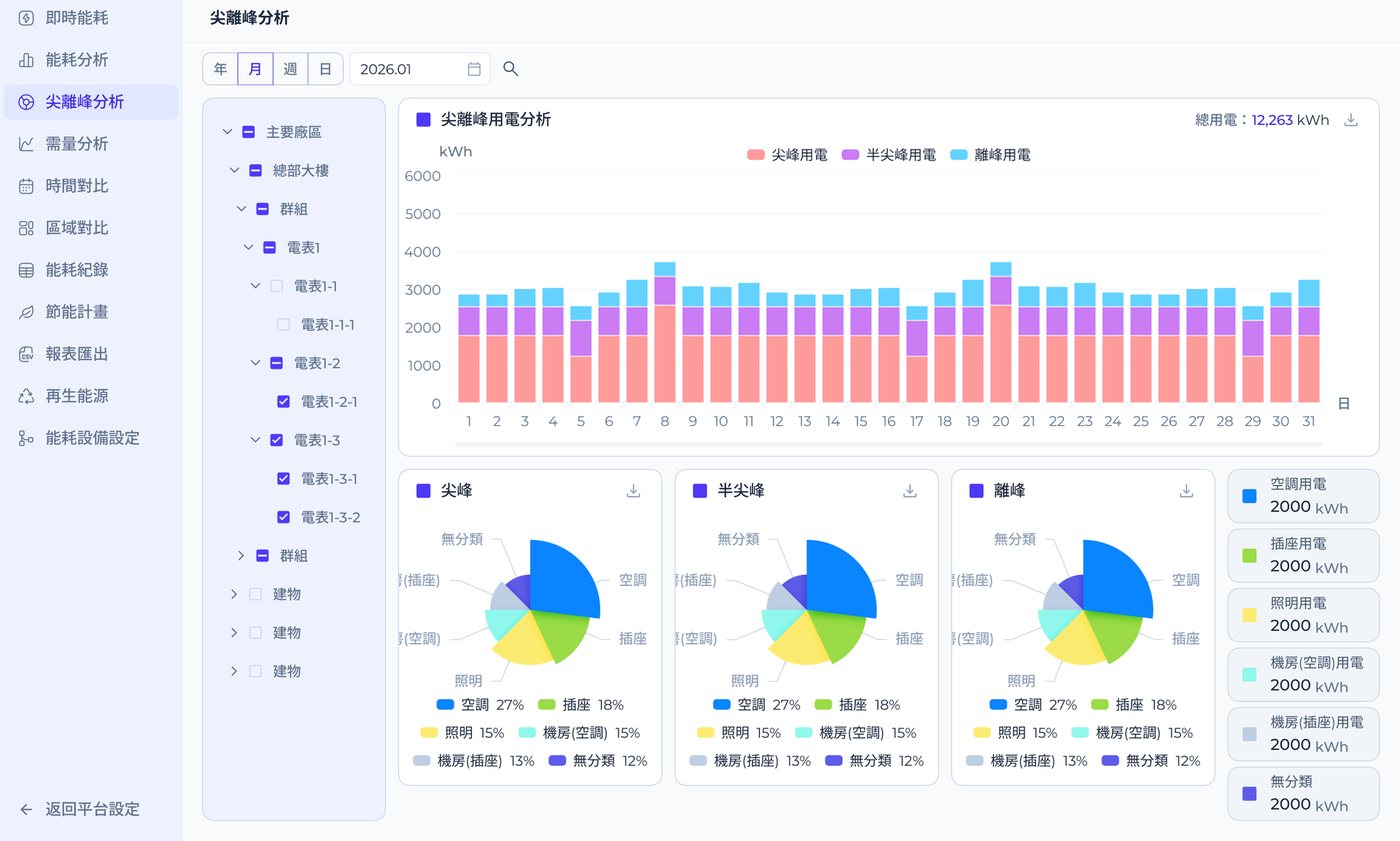 即時能耗
能耗分析
尖離峰分析
需量分析
時間對比
區域對比
能耗紀錄
節能計畫
CSV 報表匯出
再生能源
能耗設備設定
返回平台設定
尖離峰分析
年 月 週 日 2026.01
主要廠區
總部大樓
群組
電表1
電表1-1
電表1-1-1
電表1-2
電表1-2-1
電表1-3
電表1-3-1
電表1-3-2
群組
建物
建物
建物
尖離峰用電分析
總用電：12,263 kWh
kWh
尖峰用電 半尖峰用電 離峰用電
6000
5000
4000
3000
2000
1000
0
1 2 3 4 5 6 7 8 9 10 11 12 13 14 15 16 17 18 19 20 21 22 23 24 25 26 27 28 29 30 31
日
尖峰
無分類
(插座)
空調
(空調)
插座
照明
空調 27% 插座 18%
照明 15% 機房(空調) 15%
機房(插座) 13% 無分類 12%
半尖峰
無分類
(插座)
空調
(空調)
插座
照明
空調 27% 插座 18%
照明 15% 機房(空調) 15%
機房(插座) 13% 無分類 12%
離峰
無分類
(插座)
空調
(空調)
插座
照明
空調 27% 插座 18%
照明 15% 機房(空調) 15%
機房(插座) 13% 無分類 12%
空調用電
2000 kWh
插座用電
2000 kWh
照明用電
2000 kWh
機房(空調)用電
2000 kWh
機房(插座)用電
2000 kWh
無分類
2000 kWh